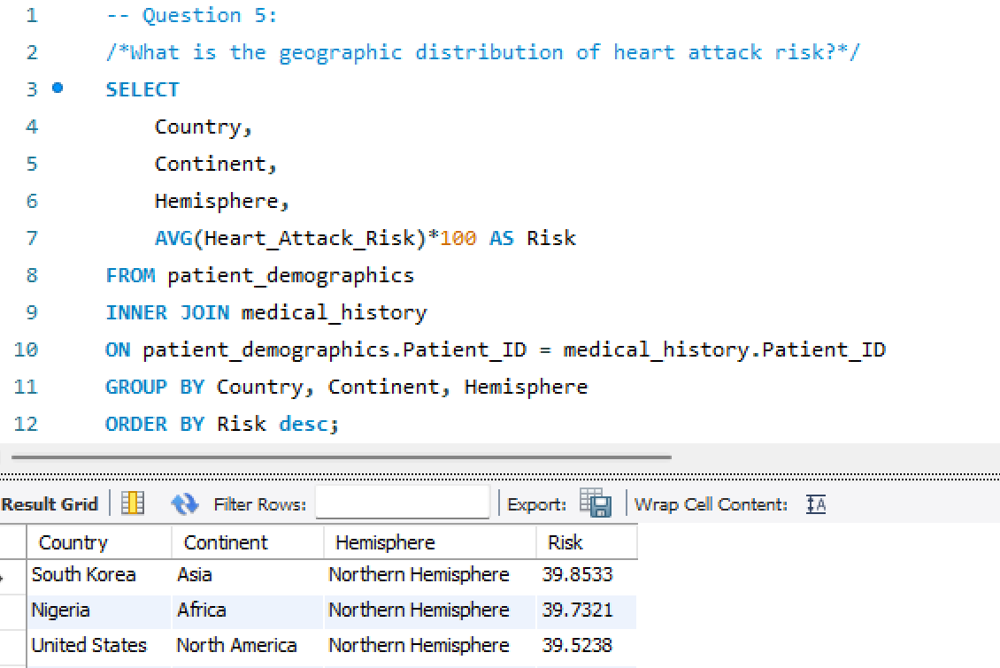 1 -- Question 5:
2 /*What is the geographic distribution of heart attack risk?*/
3 SELECT
4 Country,
5 Continent,
6 Hemisphere,
7 AVG(Heart_Attack_Risk)*100 AS Risk
8 FROM patient_demographics
9 INNER JOIN medical_history
10 ON patient_demographics.Patient_ID = medical_history.Patient_ID
11 GROUP BY Country, Continent, Hemisphere
12 ORDER BY Risk desc;
Result Grid Filter Rows: Export: Wrap Cell Content: IA
Country Continent Hemisphere Risk
South Korea Asia Northern Hemisphere 39.8533
Nigeria Africa Northern Hemisphere 39.7321
United States North America Northern Hemisphere 39.5238